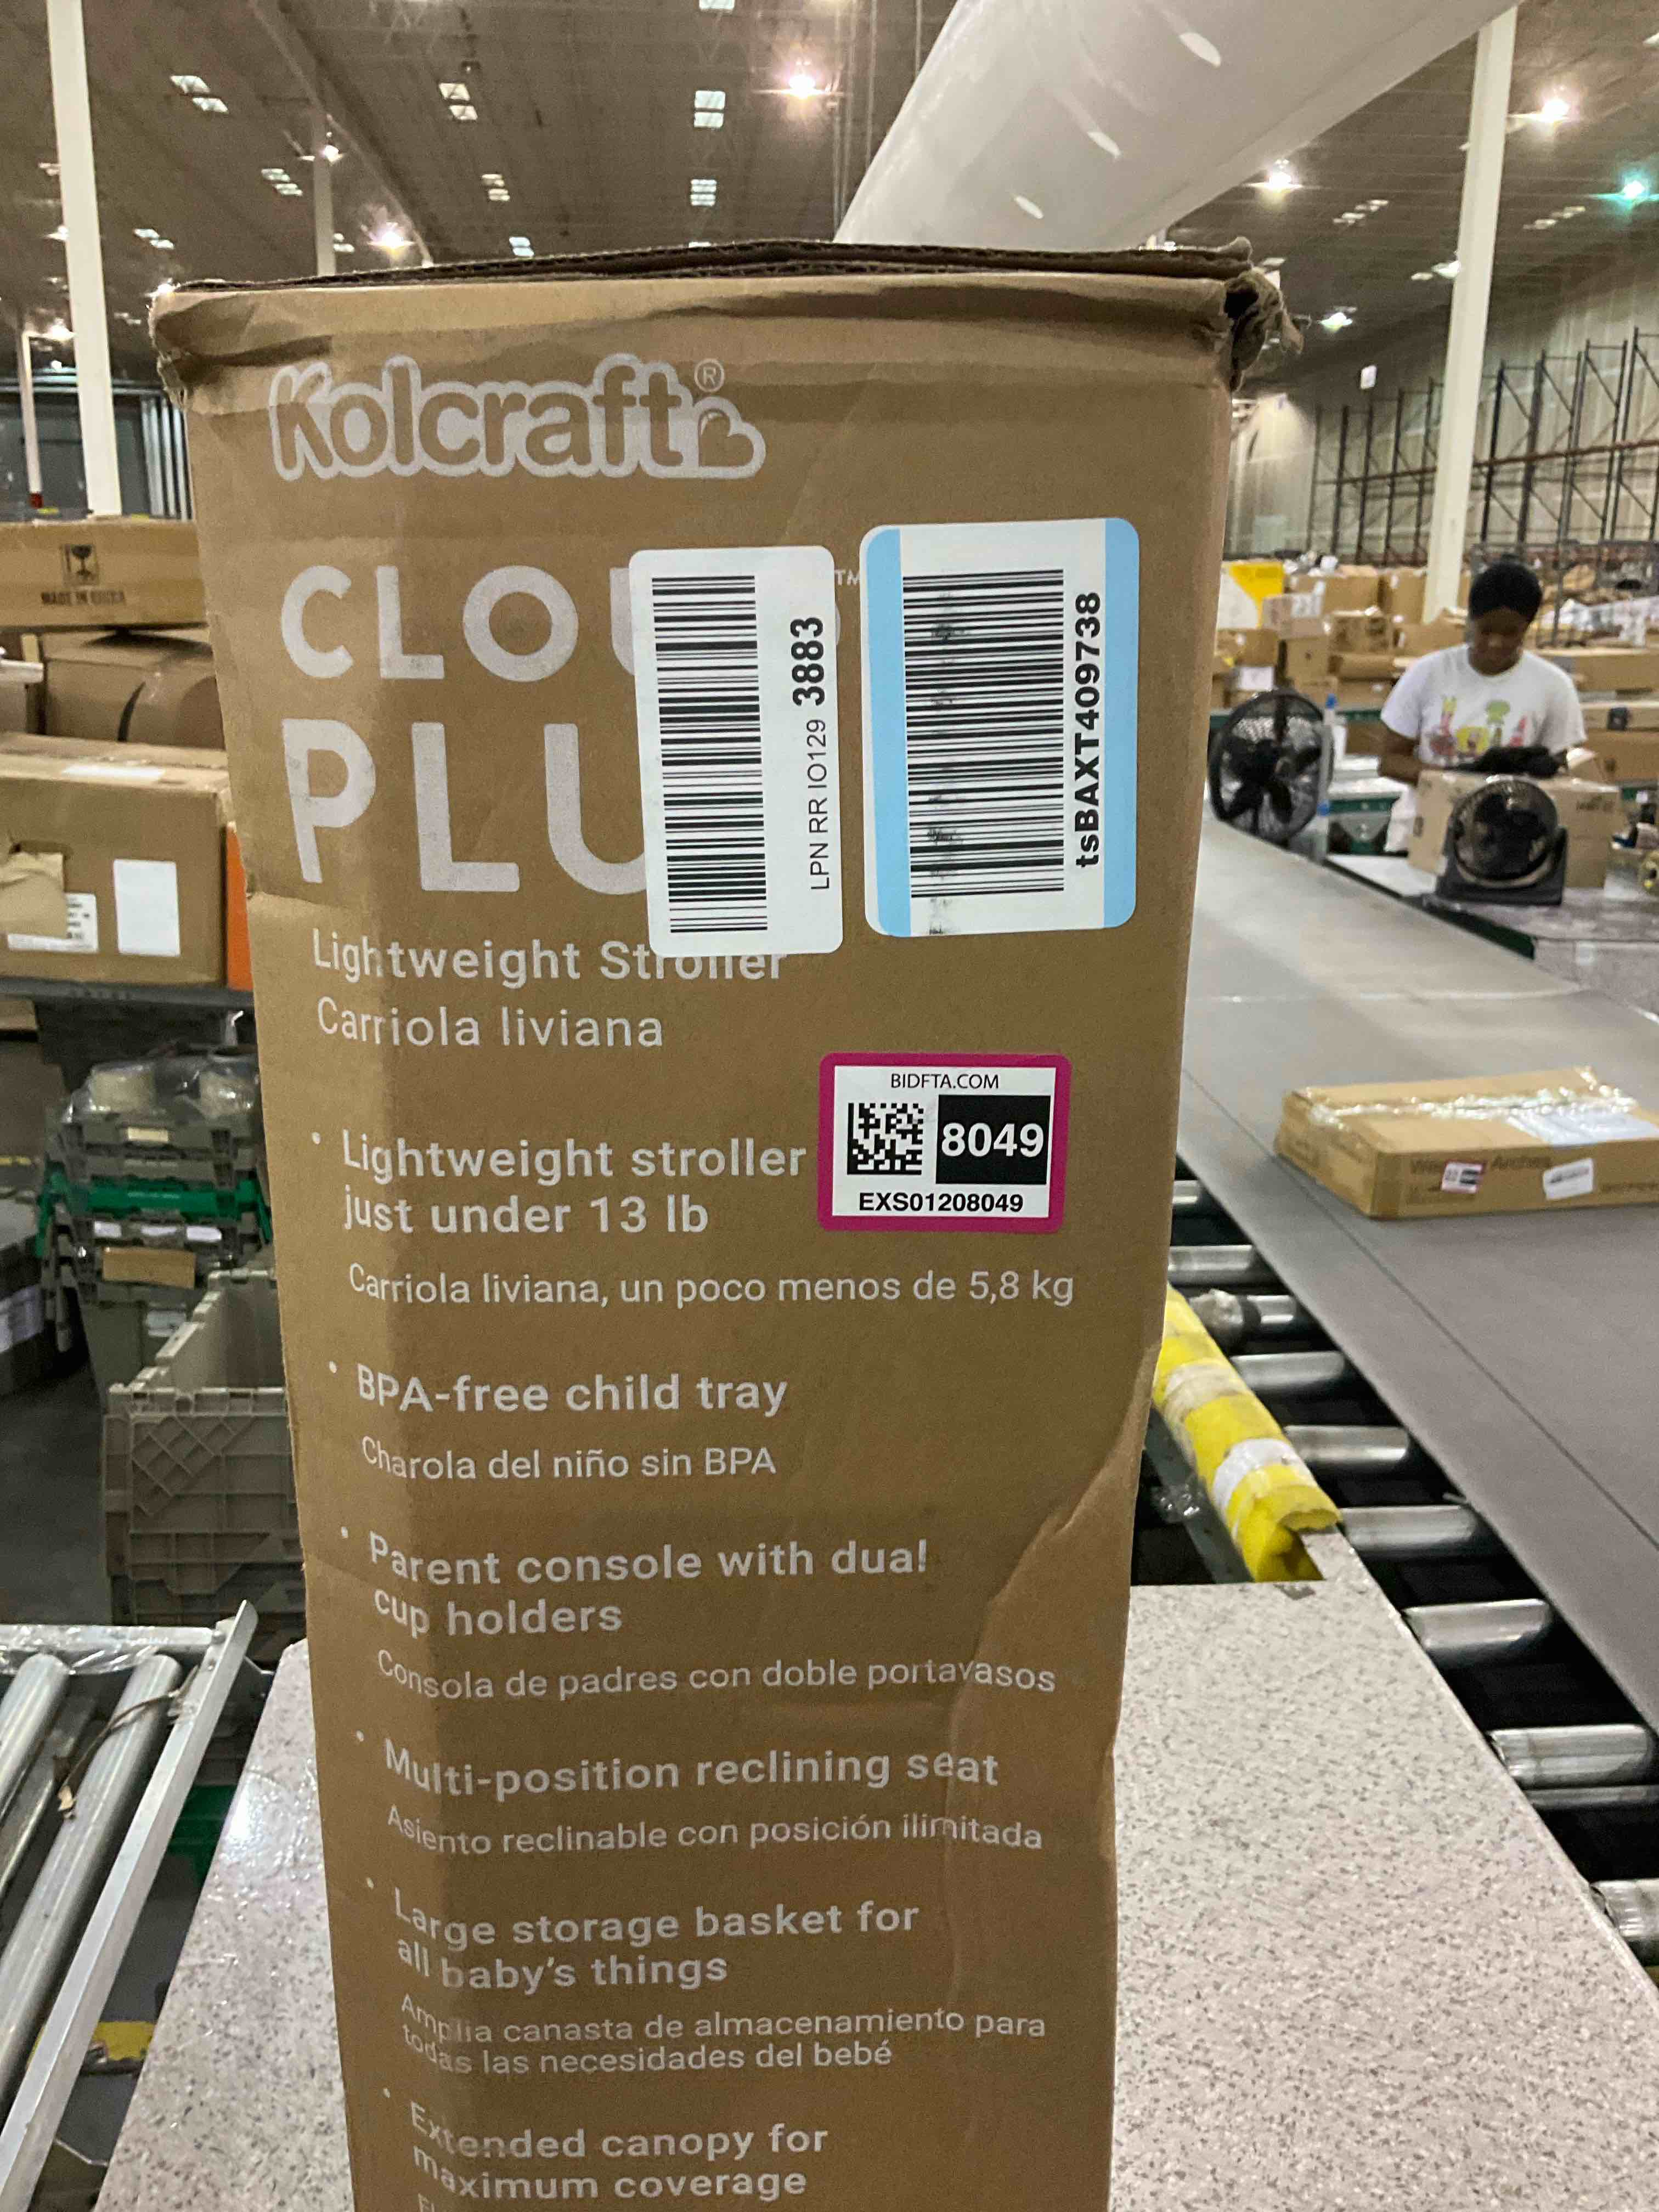 Kolcraft®
CLOU ™
PLU
Lightweight Stroller
Carriola liviana
LPN RR IO129 3883
tsBAXT409738
BIDFTA.COM
8049
EXS01208049
• Lightweight stroller
just under 13 lb
Carriola liviana, un poco menos de 5,8 kg
• BPA-free child tray
Charola del niño sin BPA
• Parent console with dual
cup holders
Consola de padres con doble portavasos
• Multi-position reclining seat
Asiento reclinable con posición ilimitada
• Large storage basket for
all baby's things
Amplia canasta de almacenamiento para
todas las necesidades del bebé
• Extended canopy for
maximum coverage
MADE IN CHINA